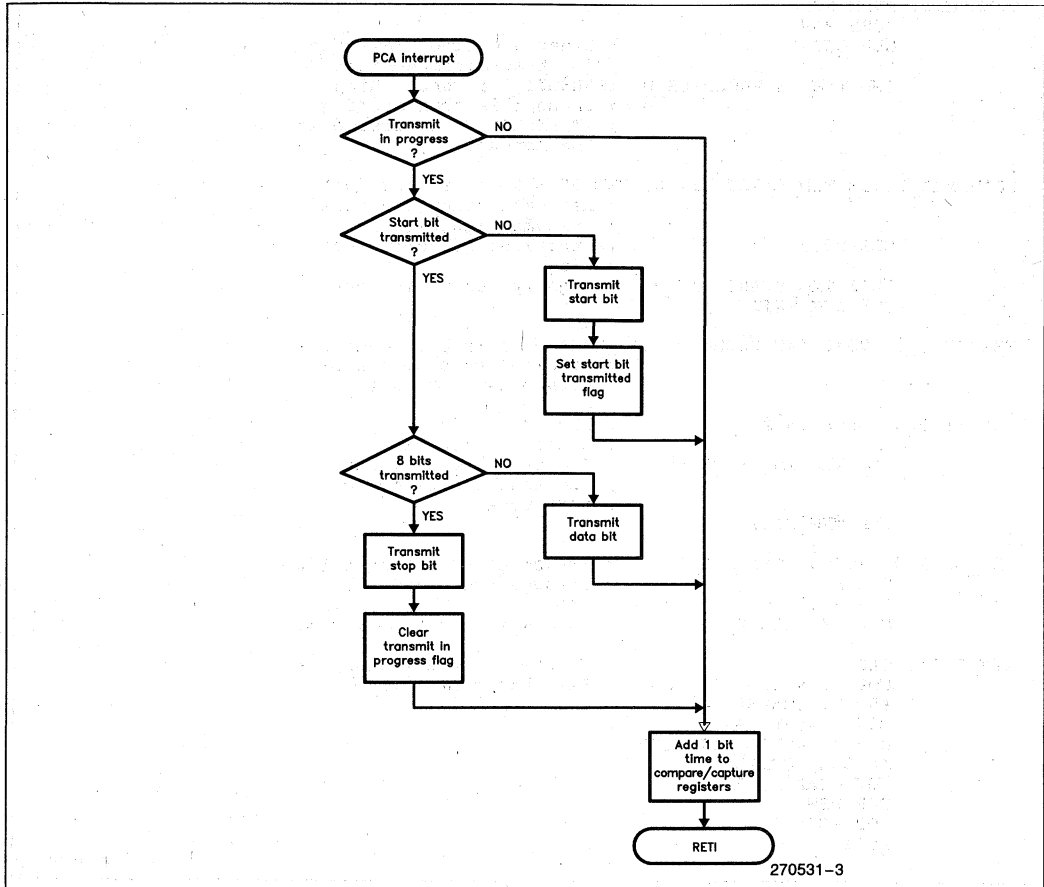 PCA Interrupt
Transmit
in progress
?
NO
YES
Start bit
transmitted
?
NO
YES
Transmit
start bit
Set start bit
transmitted
flag
8 bits
transmitted
?
NO
YES
Transmit
data bit
Transmit
stop bit
Clear
transmit in
progress flag
Add 1 bit
time to
compare/capture
registers
RETI
270531-3